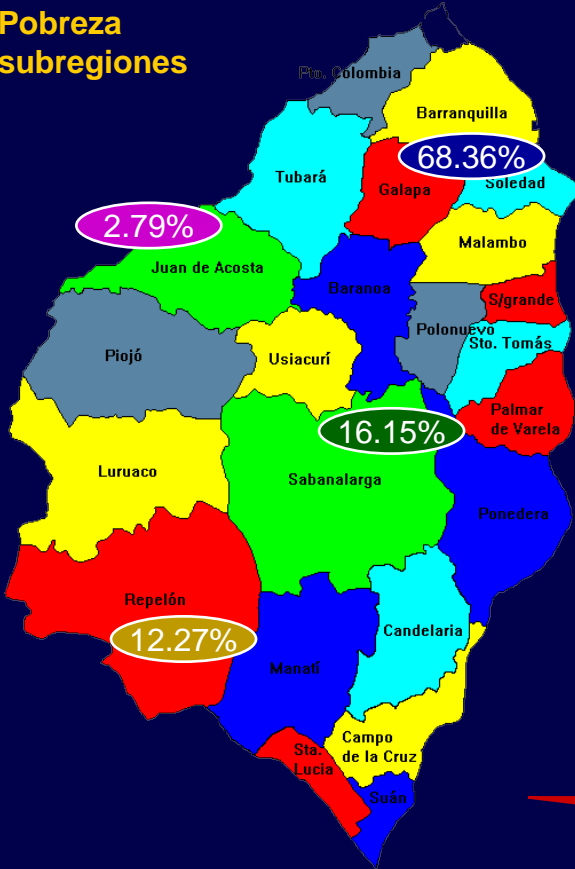 Pobreza
subregiones
Pto. Colombia
Barranquilla
68.36%
Tubará
Galapa
Soledad
2.79%
Malambo
Juan de Acosta
Baranoa
S/grande
Polonuevo
Sto. Tomás
Piojó
Usiacurí
Palmar
de Varela
16.15%
Luruaco
Sabanalarga
Ponedera
Repelón
12.27%
Candelaria
Manatí
Campo
de la Cruz
Sta.
Lucia
Suán